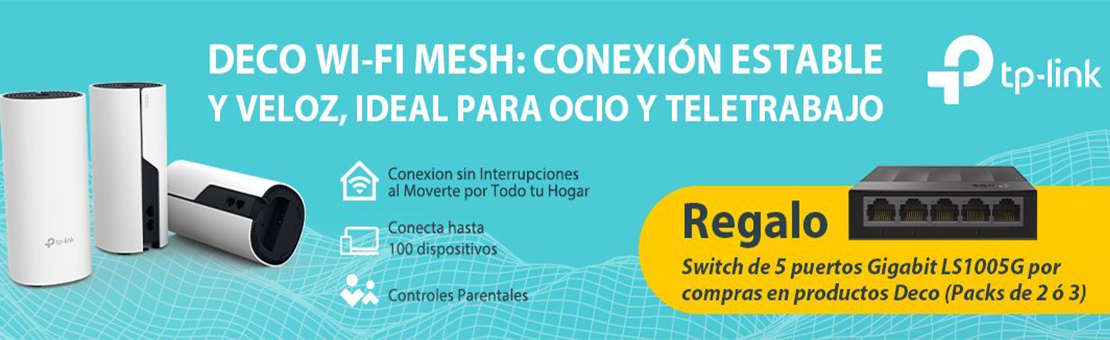 DECO WI-FI MESH: CONEXIÓN ESTABLE
Y VELOZ, IDEAL PARA OCIO Y TELETRABAJO
tp-link
Conexion sin Interrupciones
al Moverte por Todo tu Hogar
Conecta hasta
100 dispositivos
Controles Parentales
tp-link
Regalo
Switch de 5 puertos Gigabit LS1005G por
compras en productos Deco (Packs de 2 ó 3)